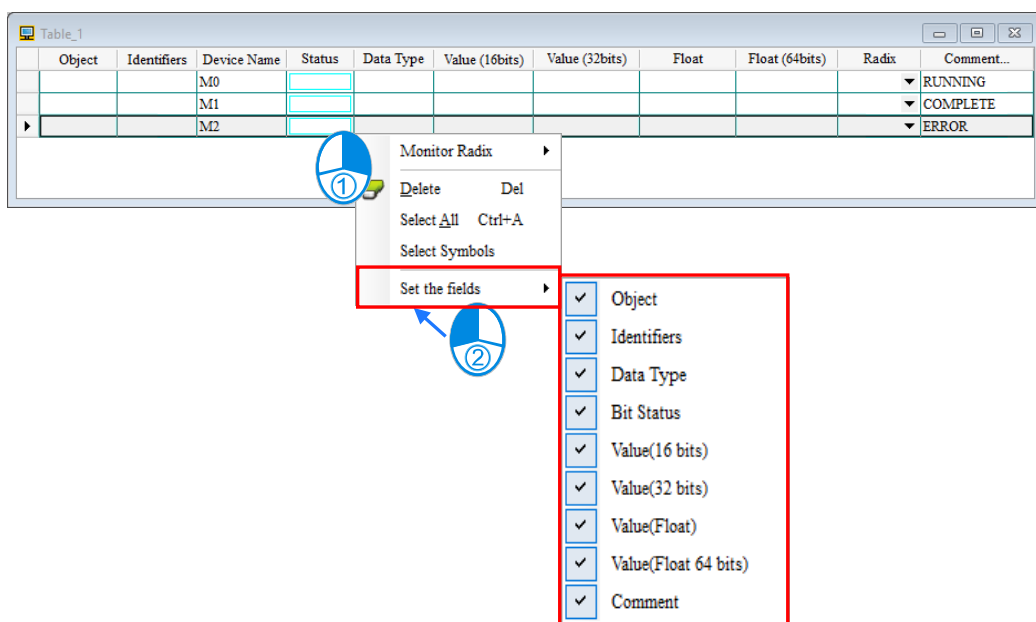 Table_1
Object Identifiers Device Name Status Data Type Value (16bits) Value (32bits) Float Float (64bits) Radix Comment...
M0 RUNNING
M1 COMPLETE
M2 ERROR
Monitor Radix
①
Delete Del
Select All Ctrl+A
Select Symbols
Set the fields
②
Object
Identifiers
Data Type
Bit Status
Value(16 bits)
Value(32 bits)
Value(Float)
Value(Float 64 bits)
Comment